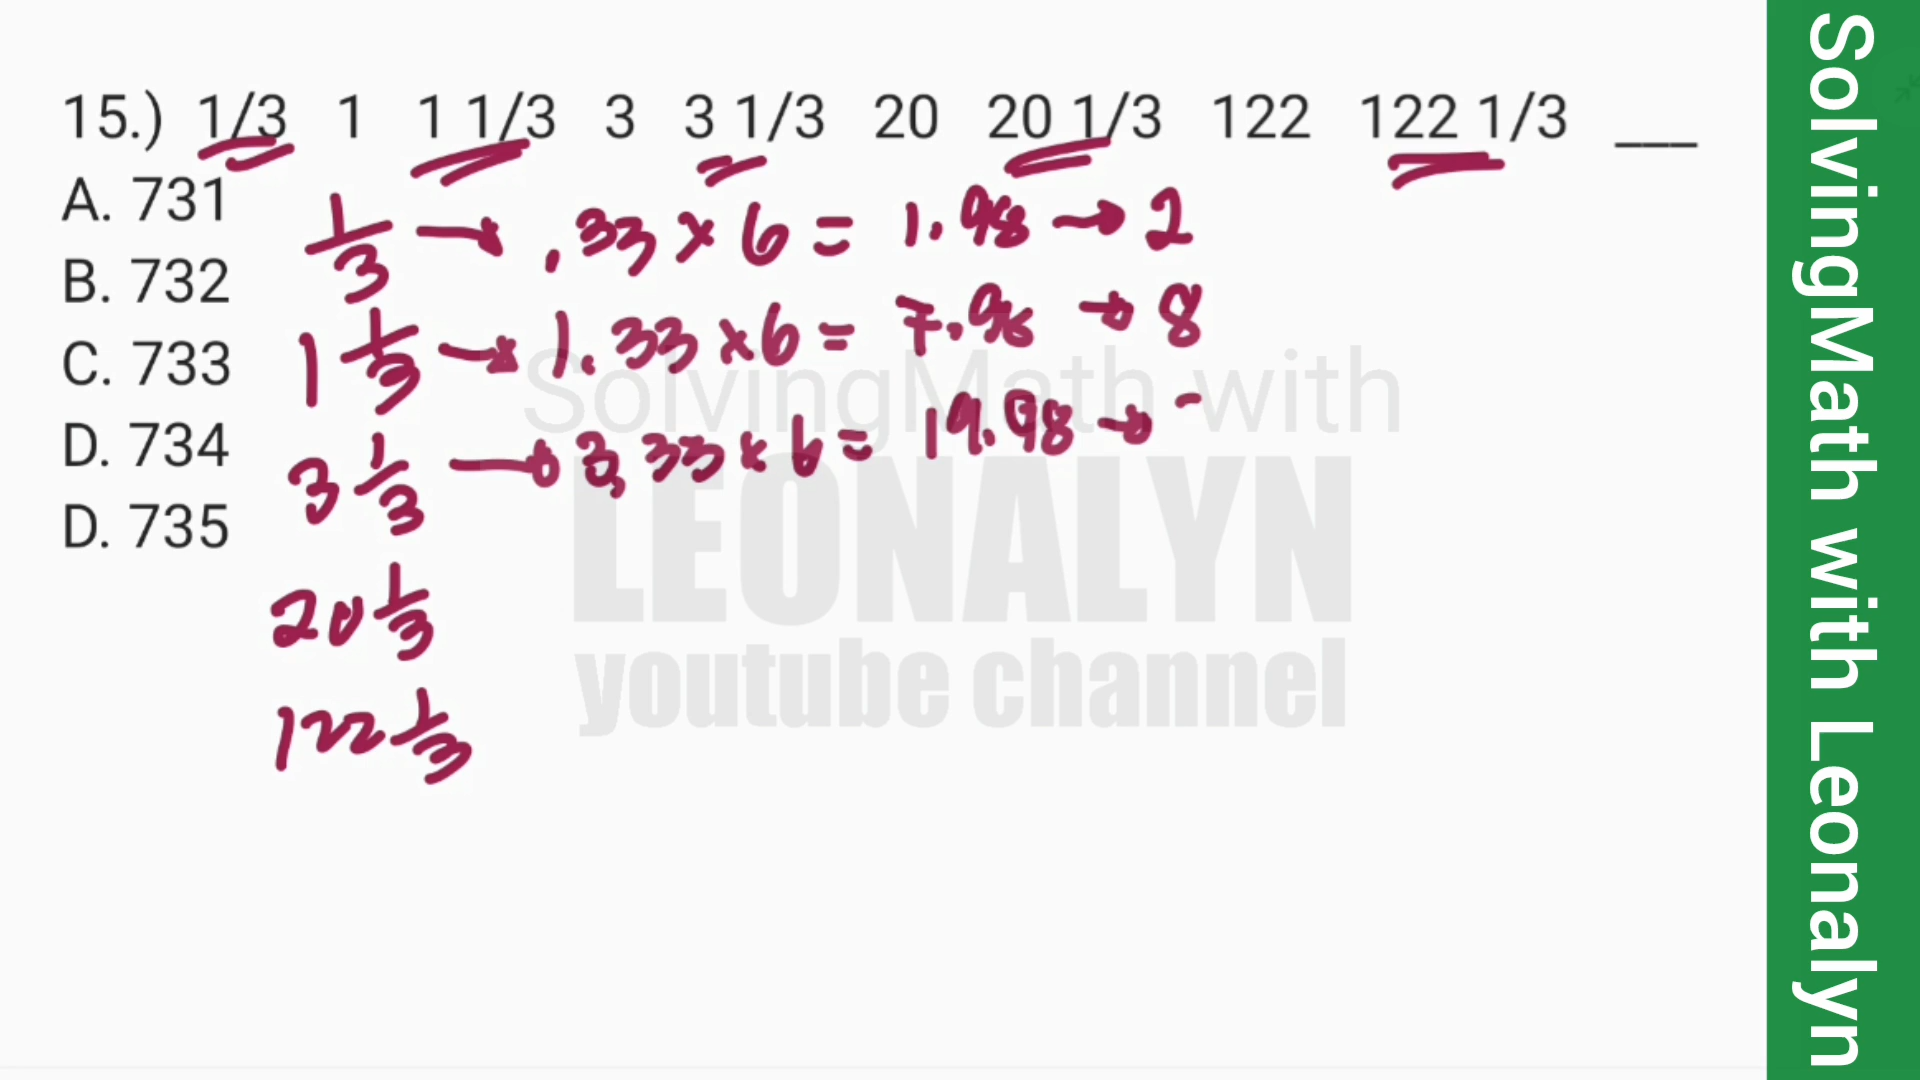 15.) 1/3 1 1 1/3 3 3 1/3 20 20 1/3 122 122 1/3 ___
A. 731
B. 732
C. 733
D. 734
D. 735
1/3 → .33 × 6 = 1.98 → 2
1 1/3 → 1.33 × 6 = 7.98 → 8
3 1/3 → 3.33 × 6 = 19.98 →
20 1/3
122 1/3
SolvingMath with
LEONALYN
youtube channel
SolvingMath with Leonalyn